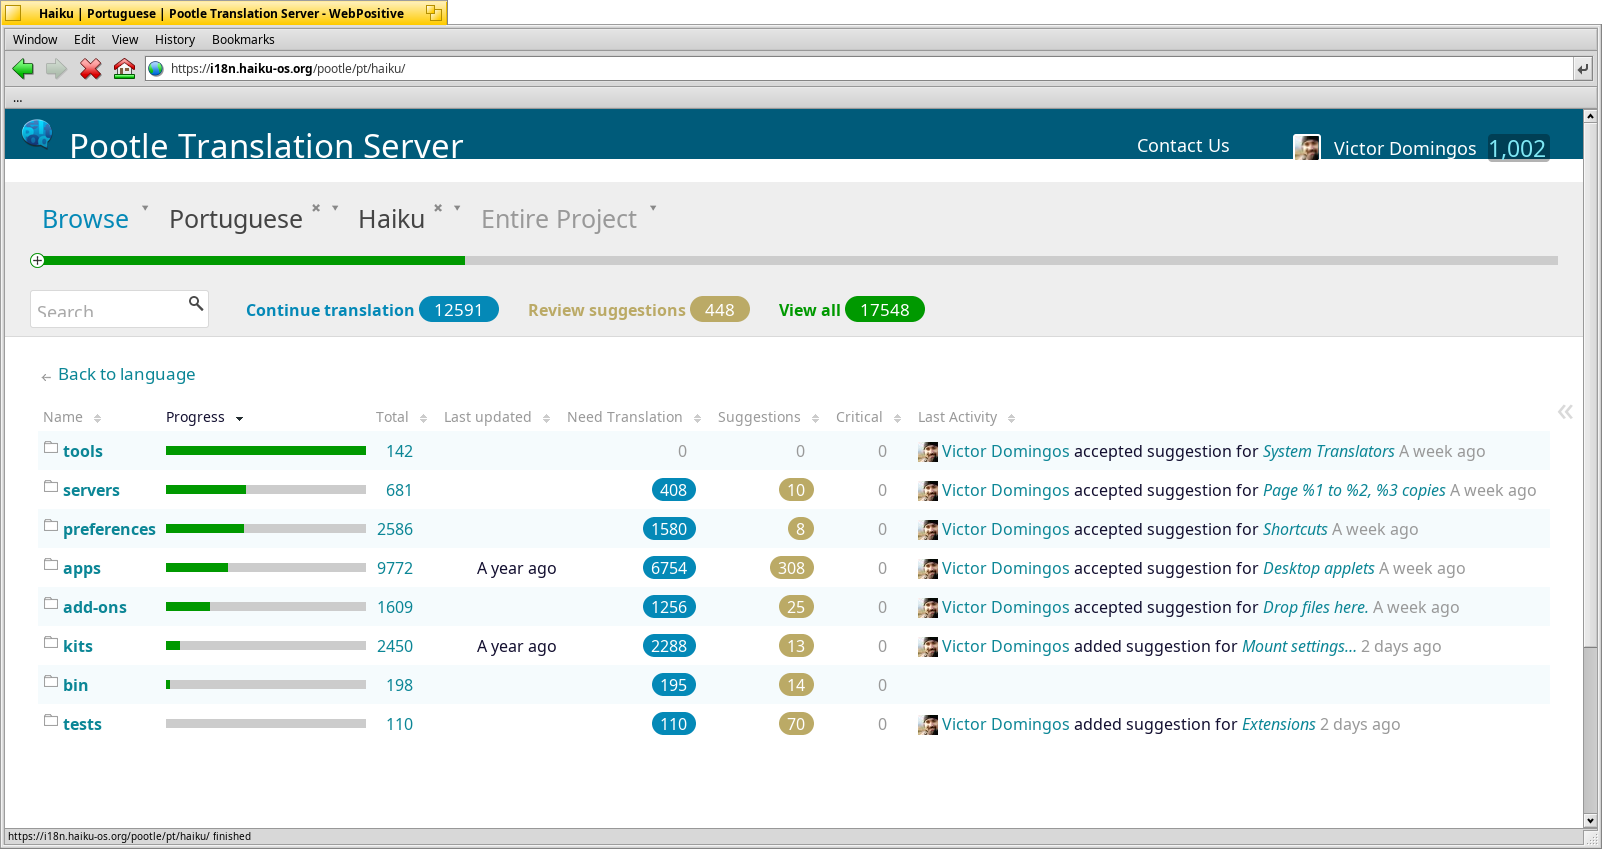 Haiku | Portuguese | Pootle Translation Server - WebPositive
Window Edit View History Bookmarks
https://i18n.haiku-os.org/pootle/pt/haiku/
...
Pootle Translation Server Contact Us Victor Domingos 1,002
Browse Portuguese Haiku Entire Project
Search Continue translation 12591 Review suggestions 448 View all 17548
← Back to language
Name Progress Total Last updated Need Translation Suggestions Critical Last Activity
tools 142 0 0 0 Victor Domingos accepted suggestion for System Translators A week ago
servers 681 408 10 0 Victor Domingos accepted suggestion for Page %1 to %2, %3 copies A week ago
preferences 2586 1580 8 0 Victor Domingos accepted suggestion for Shortcuts A week ago
apps 9772 A year ago 6754 308 0 Victor Domingos accepted suggestion for Desktop applets A week ago
add-ons 1609 1256 25 0 Victor Domingos accepted suggestion for Drop files here. A week ago
kits 2450 A year ago 2288 13 0 Victor Domingos added suggestion for Mount settings... 2 days ago
bin 198 195 14 0
tests 110 110 70 0 Victor Domingos added suggestion for Extensions 2 days ago
https://i18n.haiku-os.org/pootle/pt/haiku/ finished